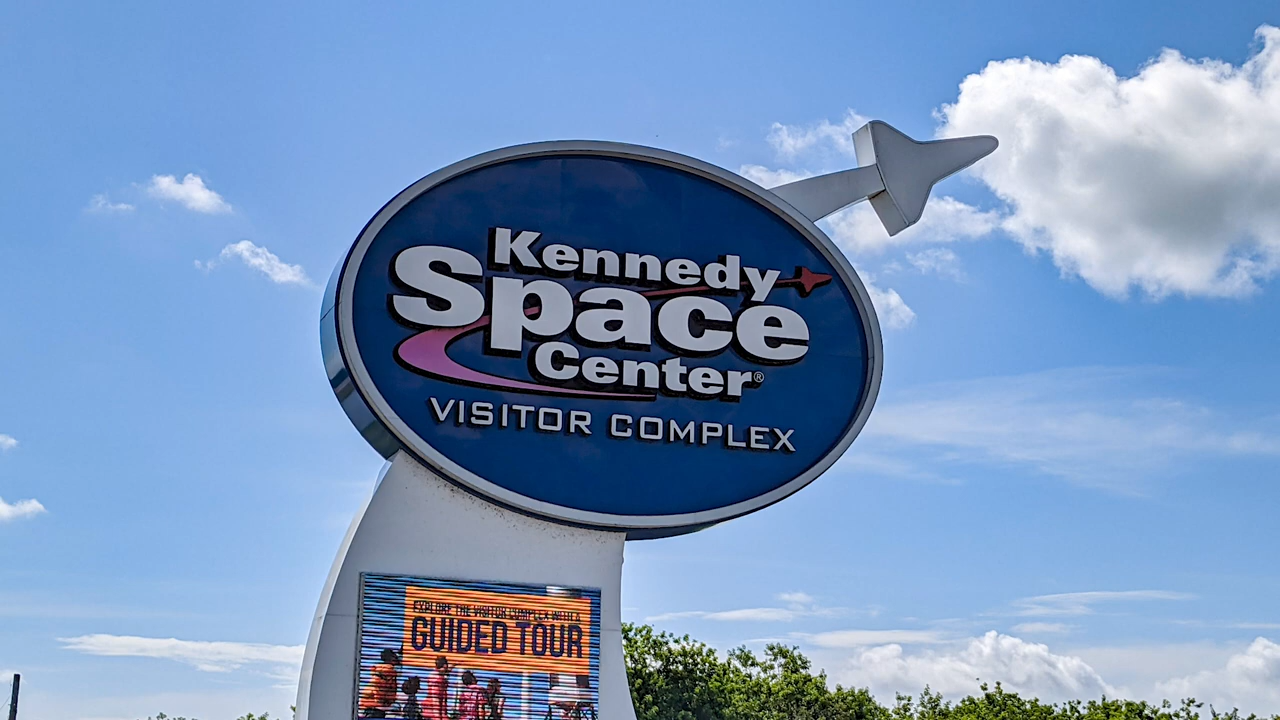 Kennedy
Space
Center®
VISITOR COMPLEX
EXPLORE THE VISITOR COMPLEX WITH A
GUIDED TOUR